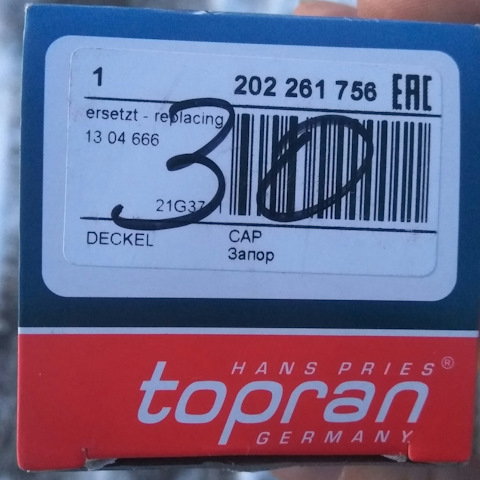 1 202 261 756 EAC
ersetzt - replacing
13 04 666
30
21G37
DECKEL CAP
Запор
HANS PRIES®
topran
GERMANY